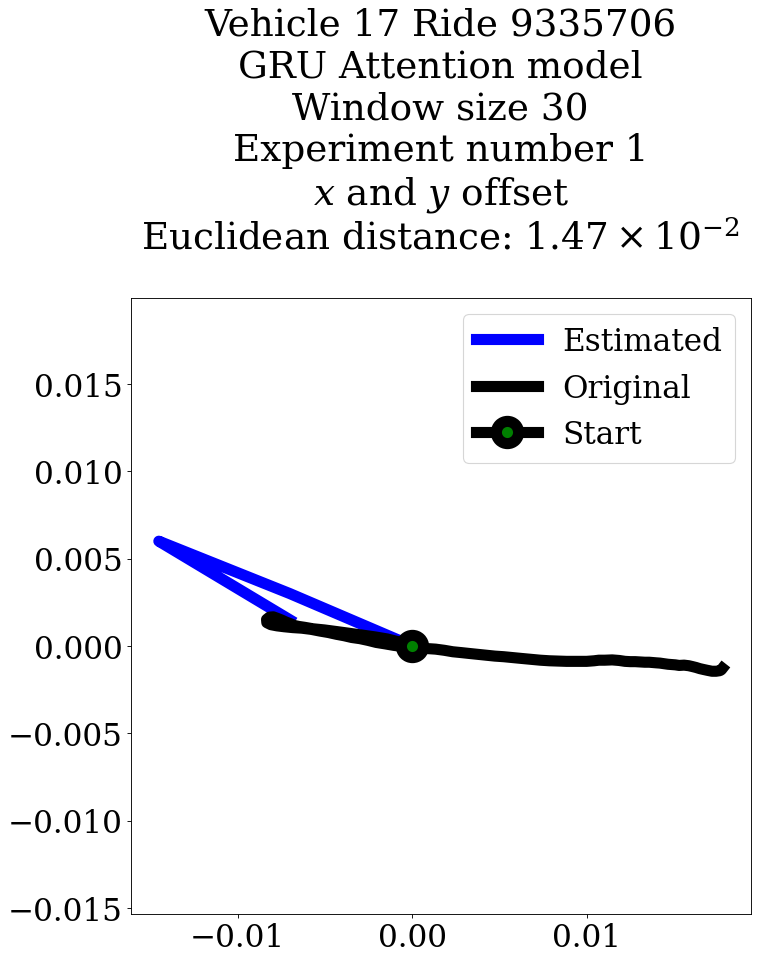 Vehicle 17 Ride 9335706
GRU Attention model
Window size 30
Experiment number 1
x and y offset
Euclidean distance: 1.47 × 10⁻²
Estimated
Original
Start
0.015
0.010
0.005
0.000
−0.005
−0.010
−0.015
−0.01 0.00 0.01